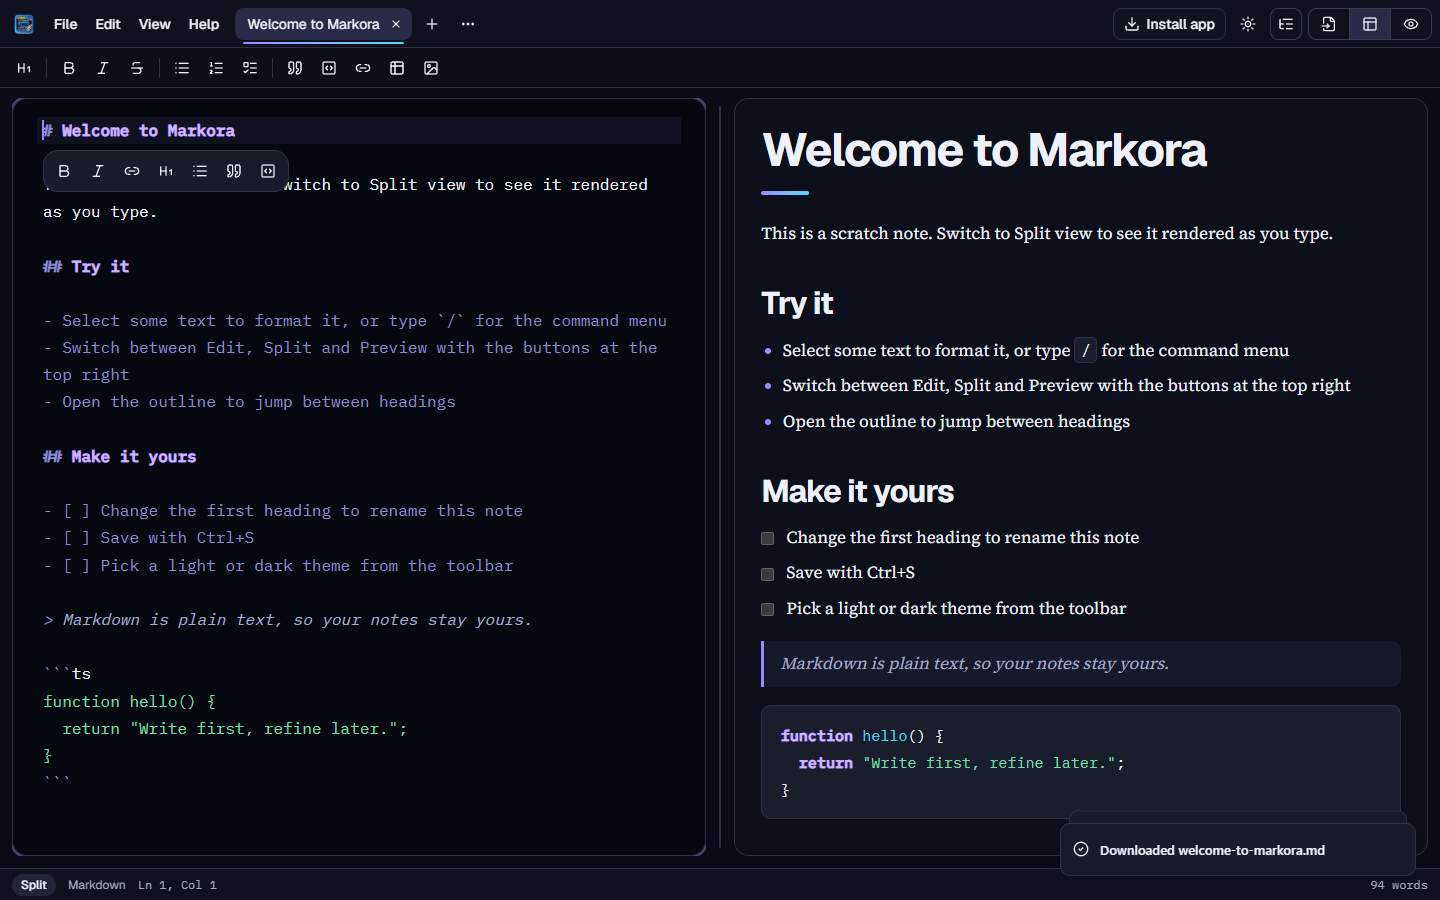 File Edit View Help Welcome to Markora × + ··· Install app
H1
# Welcome to Markora
H1
witch to Split view to see it rendered
as you type.
## Try it
- Select some text to format it, or type `/` for the command menu
- Switch between Edit, Split and Preview with the buttons at the
top right
- Open the outline to jump between headings
## Make it yours
- [ ] Change the first heading to rename this note
- [ ] Save with Ctrl+S
- [ ] Pick a light or dark theme from the toolbar
> Markdown is plain text, so your notes stay yours.
```ts
function hello() {
  return "Write first, refine later.";
}
```
Welcome to Markora
This is a scratch note. Switch to Split view to see it rendered as you type.
Try it
• Select some text to format it, or type / for the command menu
• Switch between Edit, Split and Preview with the buttons at the top right
• Open the outline to jump between headings
Make it yours
Change the first heading to rename this note
Save with Ctrl+S
Pick a light or dark theme from the toolbar
Markdown is plain text, so your notes stay yours.
function hello() {
  return "Write first, refine later.";
}
Downloaded welcome-to-markora.md
Split Markdown Ln 1, Col 1 94 words